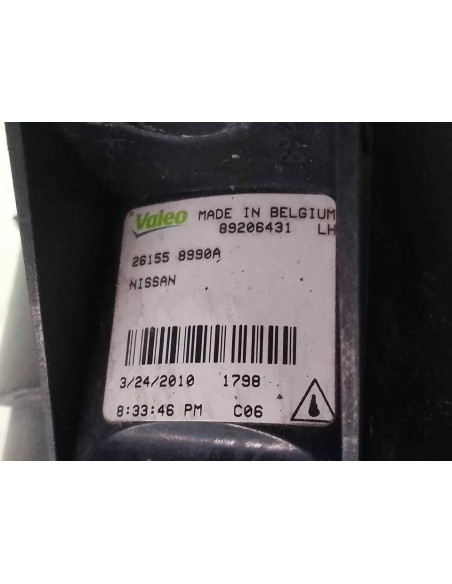 Valeo MADE IN BELGIUM
89206431 LH
26155 8990A
NISSAN
3/24/2010 1798
8:33:46 PM C06